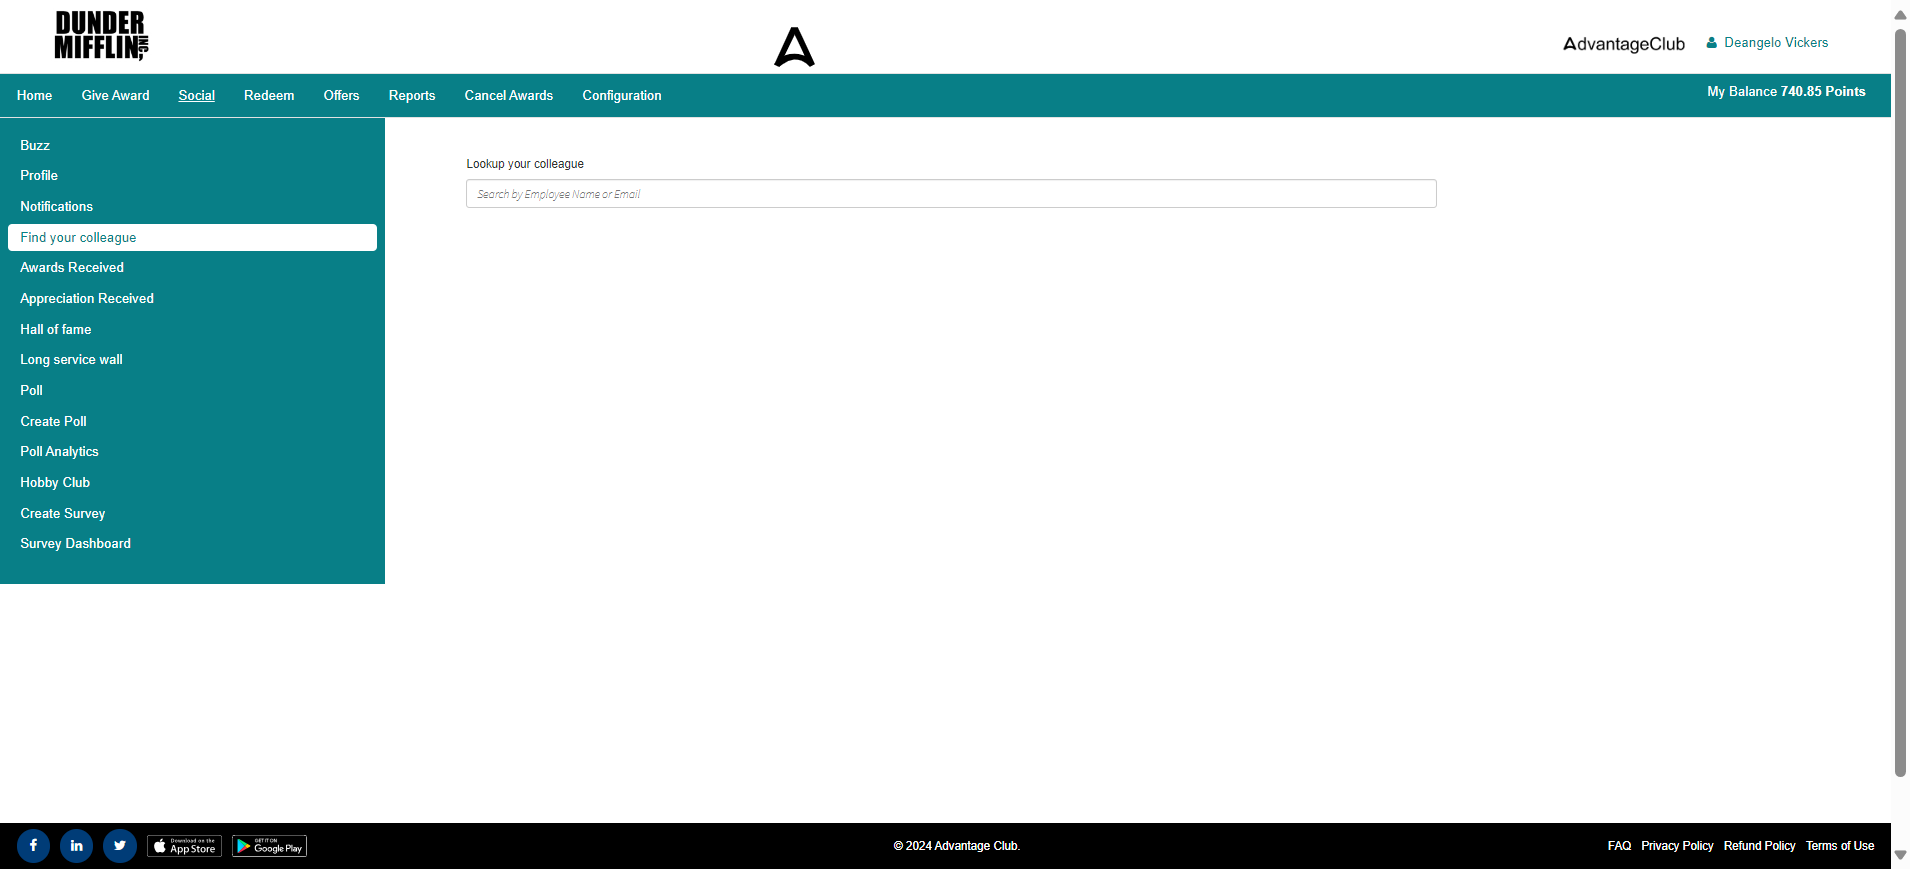 DUNDER
MIFFLIN INC,
AdvantageClub Deangelo Vickers
Home Give Award Social Redeem Offers Reports Cancel Awards Configuration My Balance 740.85 Points
Buzz
Profile
Notifications
Find your colleague
Awards Received
Appreciation Received
Hall of fame
Long service wall
Poll
Create Poll
Poll Analytics
Hobby Club
Create Survey
Survey Dashboard
Lookup your colleague
Search by Employee Name or Email
Download on the
App Store
GET IT ON
Google Play
© 2024 Advantage Club.
FAQ Privacy Policy Refund Policy Terms of Use